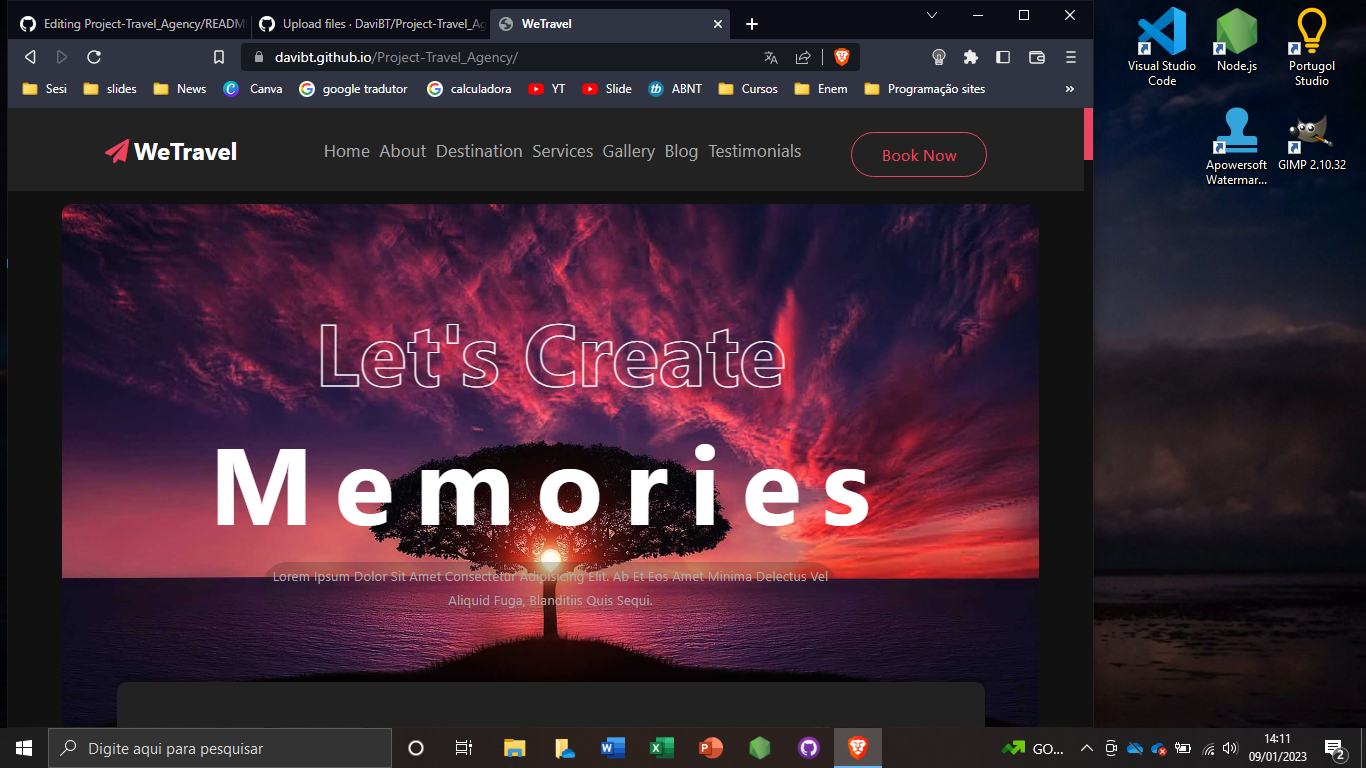 Editing Project-Travel_Agency/READM
Upload files · DaviBT/Project-Travel_Ag
WeTravel
davibt.github.io/Project-Travel_Agency/
Sesi
slides
News
Canva
google tradutor
calculadora
YT
Slide
ABNT
Cursos
Enem
Programação sites
»
WeTravel
Home About Destination Services Gallery Blog Testimonials
Book Now
Let's Create
Memories
Lorem Ipsum Dolor Sit Amet Consectetur Adipisicing Elit. Ab Et Eos Amet Minima Delectus Vel
Aliquid Fuga, Blanditiis Quis Sequi.
Visual Studio
Code
Node.js
Portugol
Studio
Apowersoft
Watermar...
GIMP 2.10.32
Digite aqui para pesquisar
GO...
14:11
09/01/2023
2